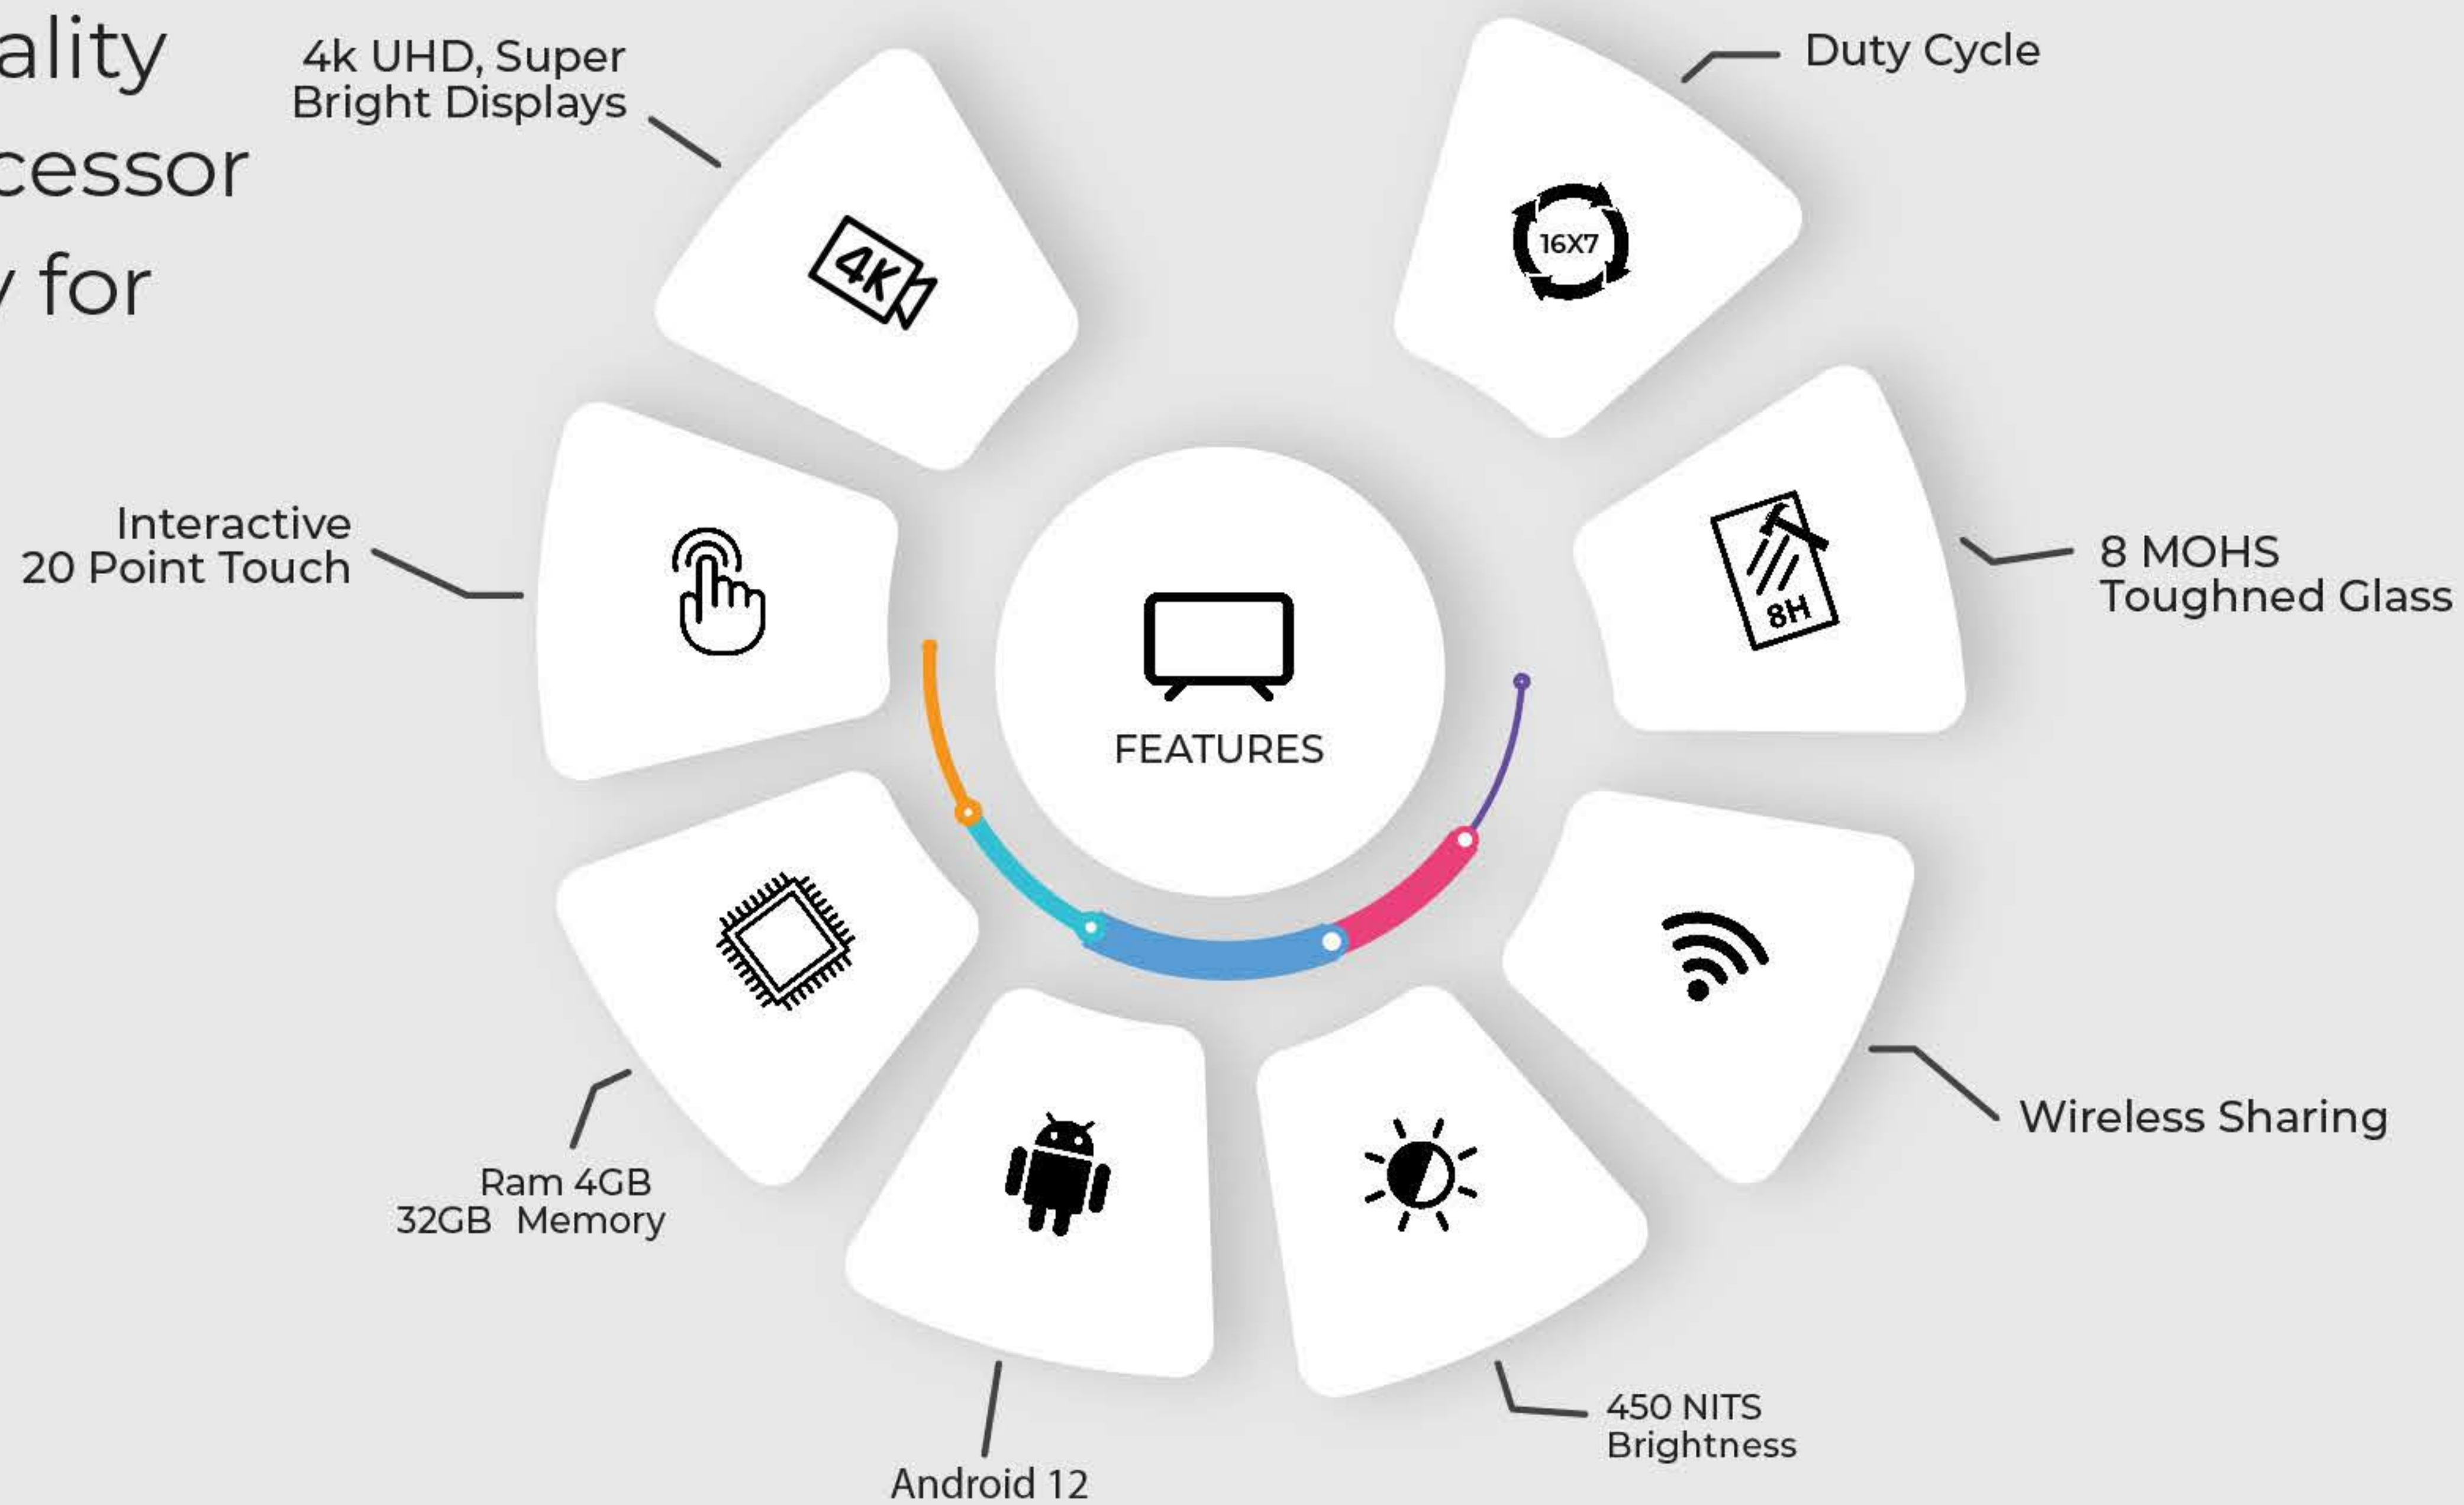 ality
cessor
for
4k UHD, Super
Bright Displays
4K
Duty Cycle
16X7
Interactive
20 Point Touch
8 MOHS
Toughned Glass
8H
FEATURES
Ram 4GB
32GB Memory
Wireless Sharing
450 NITS
Brightness
Android 12